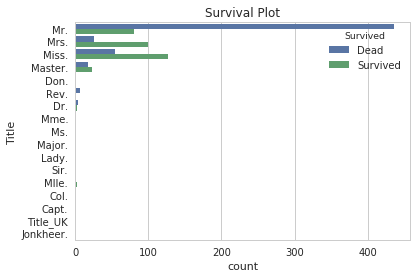 Survival Plot
Title
Mr.
Mrs.
Miss.
Master.
Don.
Rev.
Dr.
Mme.
Ms.
Major.
Lady.
Sir.
Mlle.
Col.
Capt.
Title_UK
Jonkheer.
Survived
Dead
Survived
0 100 200 300 400
count